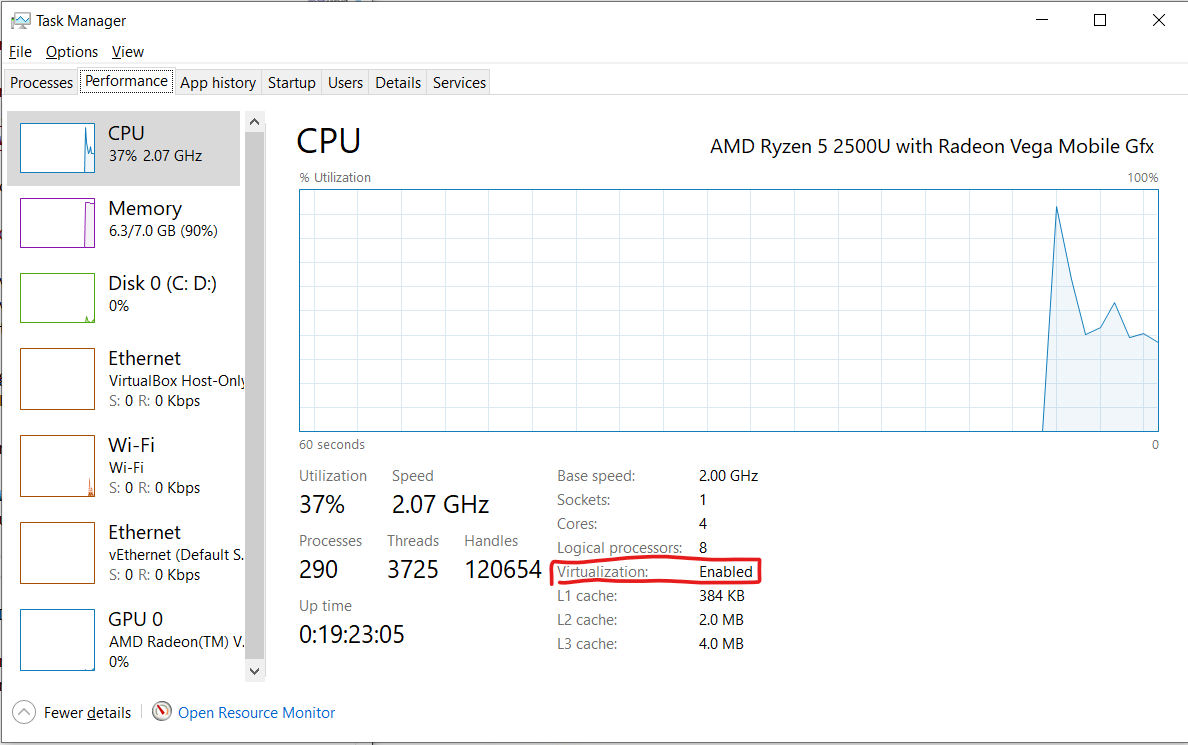 Task Manager
File Options View
Processes Performance App history Startup Users Details Services
CPU
37% 2.07 GHz
Memory
6.3/7.0 GB (90%)
Disk 0 (C: D:)
0%
Ethernet
VirtualBox Host-Only
S: 0 R: 0 Kbps
Wi-Fi
Wi-Fi
S: 0 R: 0 Kbps
Ethernet
vEthernet (Default S.
S: 0 R: 0 Kbps
GPU 0
AMD Radeon(TM) V.
0%
CPU
AMD Ryzen 5 2500U with Radeon Vega Mobile Gfx
% Utilization 100%
60 seconds 0
Utilization Speed
37% 2.07 GHz
Processes Threads Handles
290 3725 120654
Up time
0:19:23:05
Base speed: 2.00 GHz
Sockets: 1
Cores: 4
Logical processors: 8
Virtualization: Enabled
L1 cache: 384 KB
L2 cache: 2.0 MB
L3 cache: 4.0 MB
Fewer details Open Resource Monitor